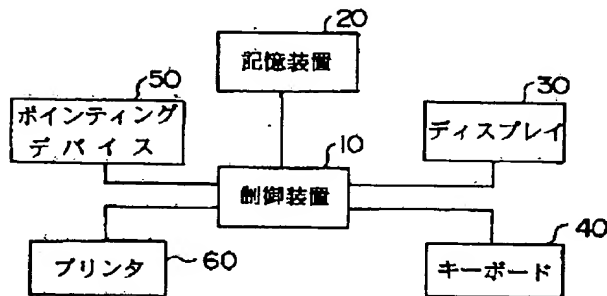 20
記憶装置
50
ポインティング
デバイス
30
ディスプレイ
10
制御装置
プリンタ
60
40
キーボード